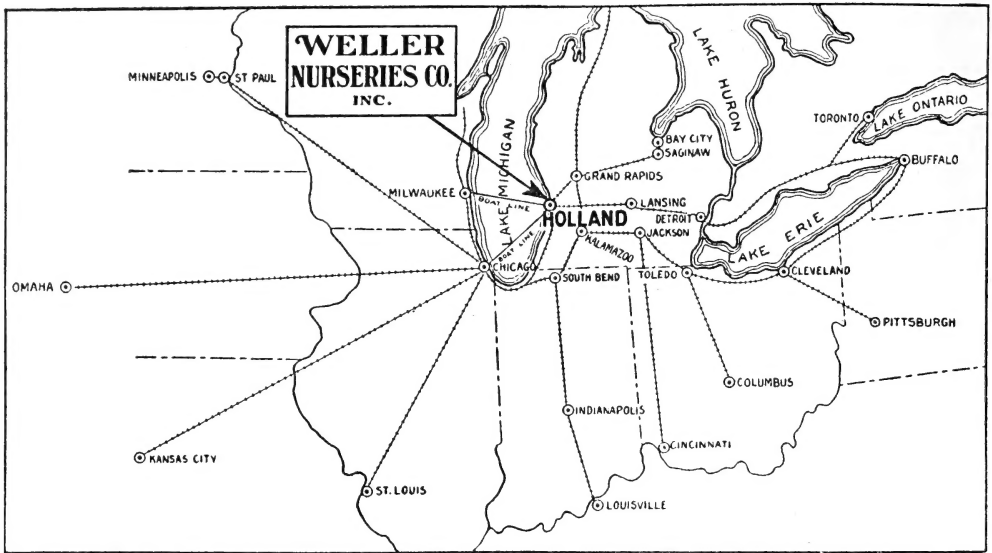 WELLER
NURSERIES CO.
INC.
MINNEAPOLIS
ST PAUL
LAKE HURON
LAKE ONTARIO
TORONTO
BAY CITY
SAGINAW
BUFFALO
LAKE MICHIGAN
GRAND RAPIDS
MILWAUKEE
BOAT LINE
LANSING
HOLLAND
DETROIT
JACKSON
KALAMAZOO
LAKE ERIE
BOAT LINE
CHICAGO
SOUTH BEND
TOLEDO
CLEVELAND
OMAHA
PITTSBURGH
COLUMBUS
INDIANAPOLIS
CINCINNATI
KANSAS CITY
ST. LOUIS
LOUISVILLE